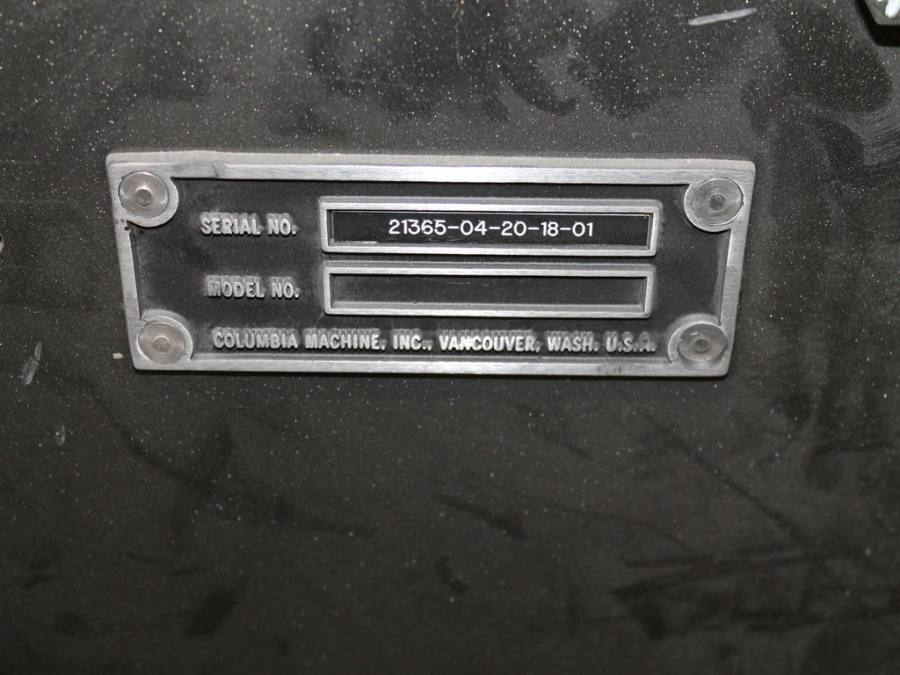 SERIAL NO. 21365-04-20-18-01
MODEL NO.
COLUMBIA MACHINE, INC., VANCOUVER, WASH. U.S.A.